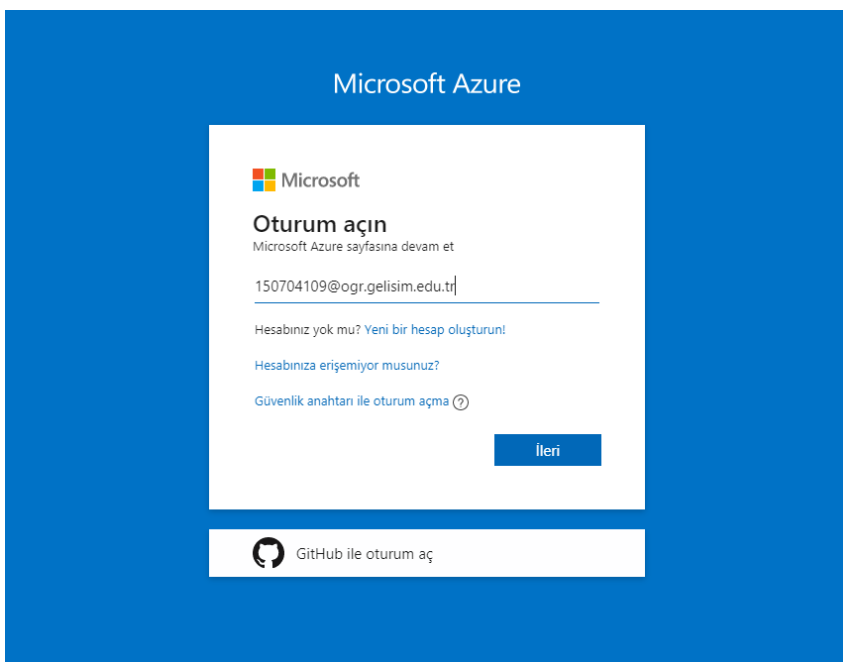 Microsoft Azure
Microsoft
Oturum açın
Microsoft Azure sayfasına devam et
150704109@ogr.gelisim.edu.tr
Hesabınız yok mu? Yeni bir hesap oluşturun!
Hesabınıza erişemiyor musunuz?
Güvenlik anahtarı ile oturum açma ?
İleri
GitHub ile oturum aç